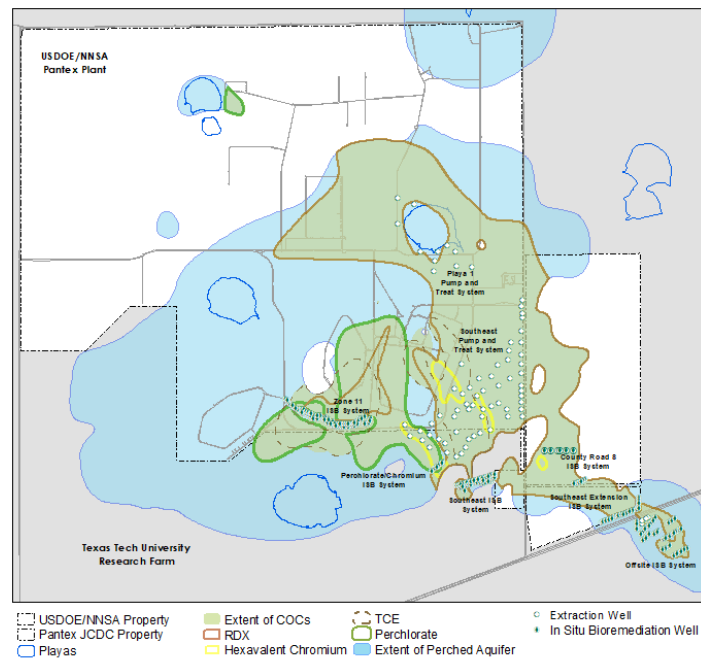 USDOE/NNSA
Pantex Plant
Playa 1
Pump and
Treat System
Southeast
Pump and
Treat System
Zone 11
ISB System
County Road 8
ISB System
Perchlorate/Chromium
ISB System
Southeast ISB
System
Southeast Extension
ISB System
Texas Tech University
Research Farm
Offsite ISB System
USDOE/NNSA Property
Pantex JCDC Property
Playas
Extent of COCs
RDX
Hexavalent Chromium
TCE
Perchlorate
Extent of Perched Aquifer
Extraction Well
In Situ Bioremediation Well